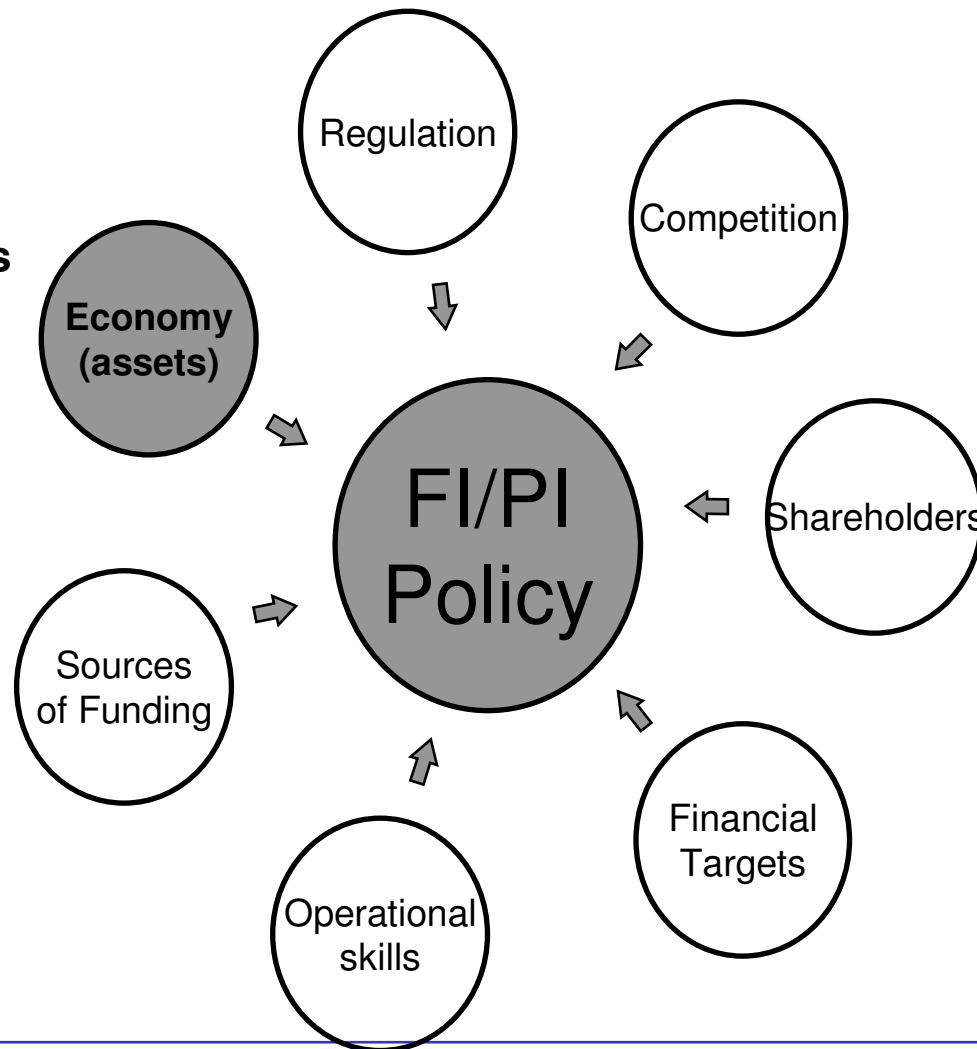 Regulation
Competition
s
Economy
(assets)
FI/PI
Policy
Shareholders
Sources
of Funding
Financial
Targets
Operational
skills